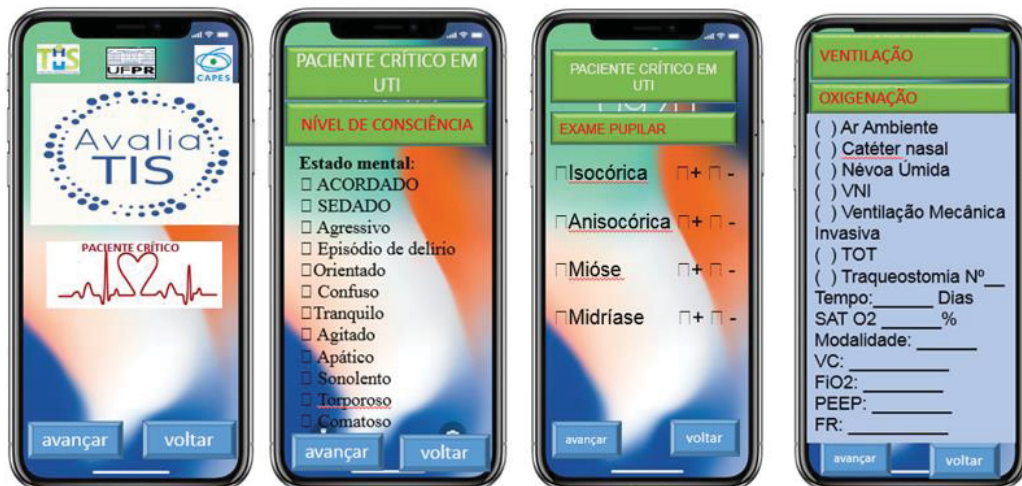 THS
UFPR
CAPES
Avalia
TIS
PACIENTE CRÍTICO
avançar
voltar
PACIENTE CRÍTICO EM
UTI
NÍVEL DE CONSCIÊNCIA
Estado mental:
□ ACORDADO
□ SEDADO
□ Agressivo
□ Episódio de delírio
□Orientado
□ Confuso
□Tranquilo
□ Agitado
□ Apático
□ Sonolento
□ Torporoso
□ Comatoso
avançar
voltar
PACIENTE CRÍTICO EM
UTI
EXAME PUPILAR
□Isocórica □+ □ -
□Anisocórica □+ □ -
□Mióse □+ □ -
□Midríase □+ □ -
avançar
voltar
VENTILAÇÃO
OXIGENAÇÃO
( ) Ar Ambiente
( ) Catéter nasal
( ) Névoa Úmida
( ) VNI
( ) Ventilação Mecânica
Invasiva
( ) TOT
( ) Traqueostomia Nº__
Tempo:______ Dias
SAT O2 ______%
Modalidade: ______
VC: _________
FiO2: _________
PEEP: ________
FR: __________
avançar
voltar